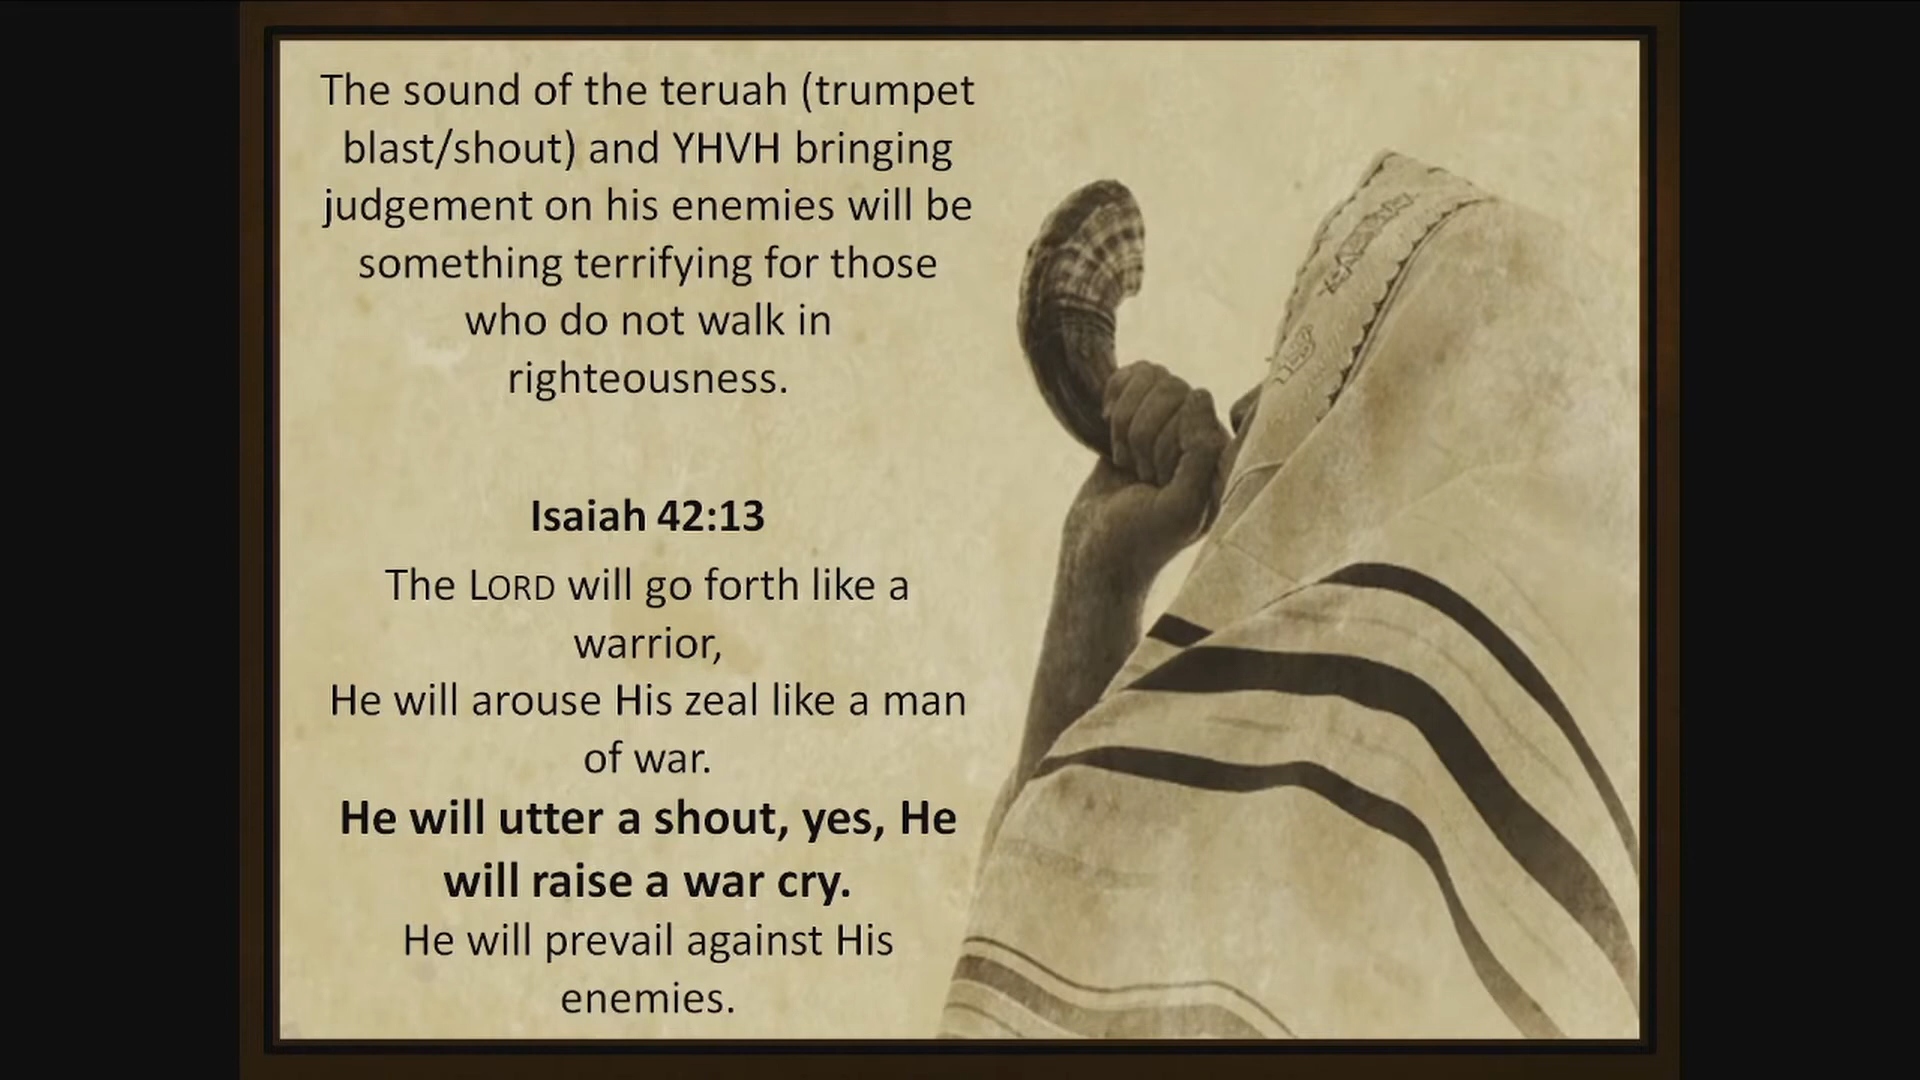 The sound of the teruah (trumpet
blast/shout) and YHVH bringing
judgement on his enemies will be
something terrifying for those
who do not walk in
righteousness.
Isaiah 42:13
The LORD will go forth like a
warrior,
He will arouse His zeal like a man
of war.
He will utter a shout, yes, He
will raise a war cry.
He will prevail against His
enemies.